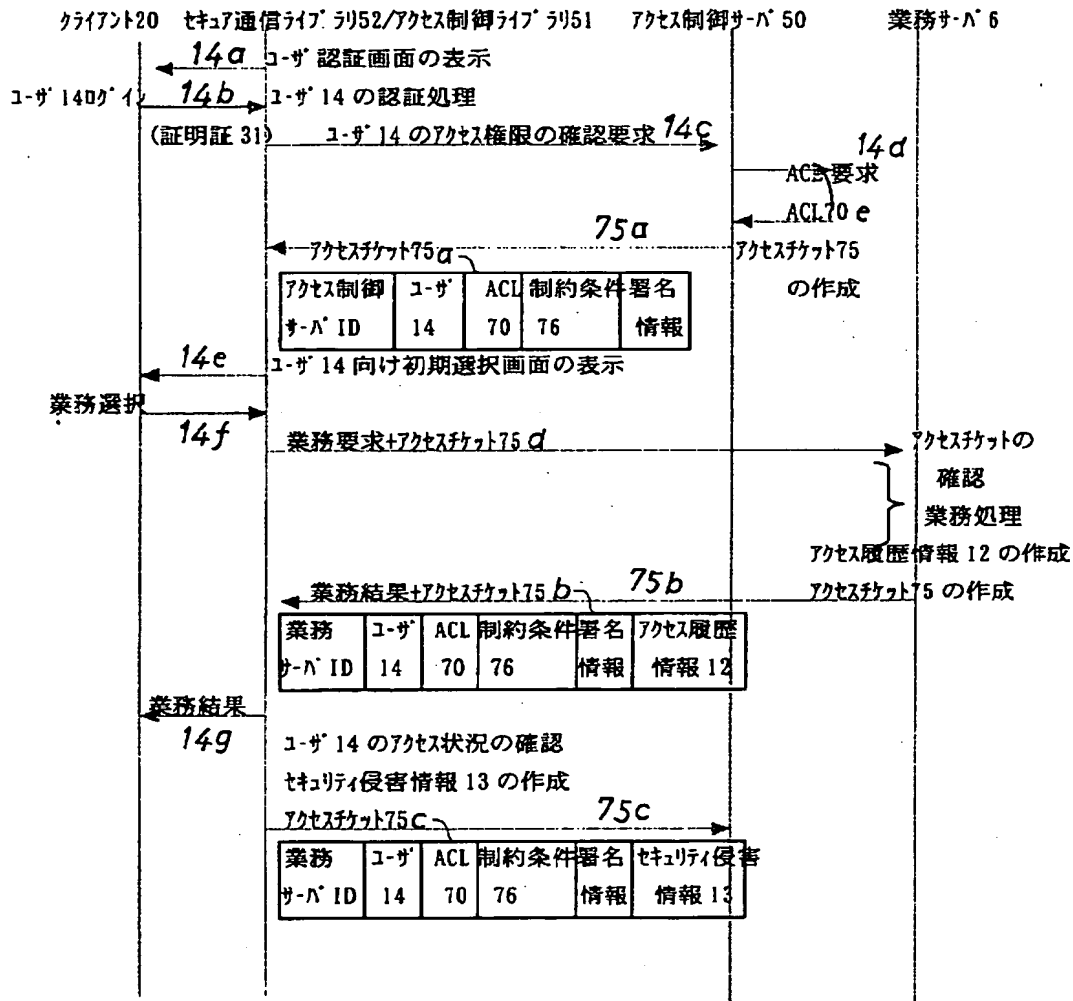 クライアント20 セキュア通信ライブラリ52/アクセス制御ライブラリ51 アクセス制御サーバ50 業務サーバ6
14a ユーザ認証画面の表示
ユーザ14ログイン 14b ユーザ14の認証処理
(証明証31) ユーザ14のアクセス権限の確認要求 14c
14d
ACL要求
ACL70 e
75a
アクセスチケット75a アクセスチケット75
の作成
アクセス制御 ユーザ ACL 制約条件 署名
サーバID 14 70 76 情報
14e ユーザ14向け初期選択画面の表示
業務選択
14f
業務要求+アクセスチケット75d アクセスチケットの
確認
業務処理
アクセス履歴情報12の作成
業務結果+アクセスチケット75b 75b アクセスチケット75の作成
業務 ユーザ ACL 制約条件 署名 アクセス履歴
サーバID 14 70 76 情報 情報12
業務結果
14g
ユーザ14のアクセス状況の確認
セキュリティ侵害情報13の作成
アクセスチケット75c 75c
業務 ユーザ ACL 制約条件 署名 セキュリティ侵害
サーバID 14 70 76 情報 情報13